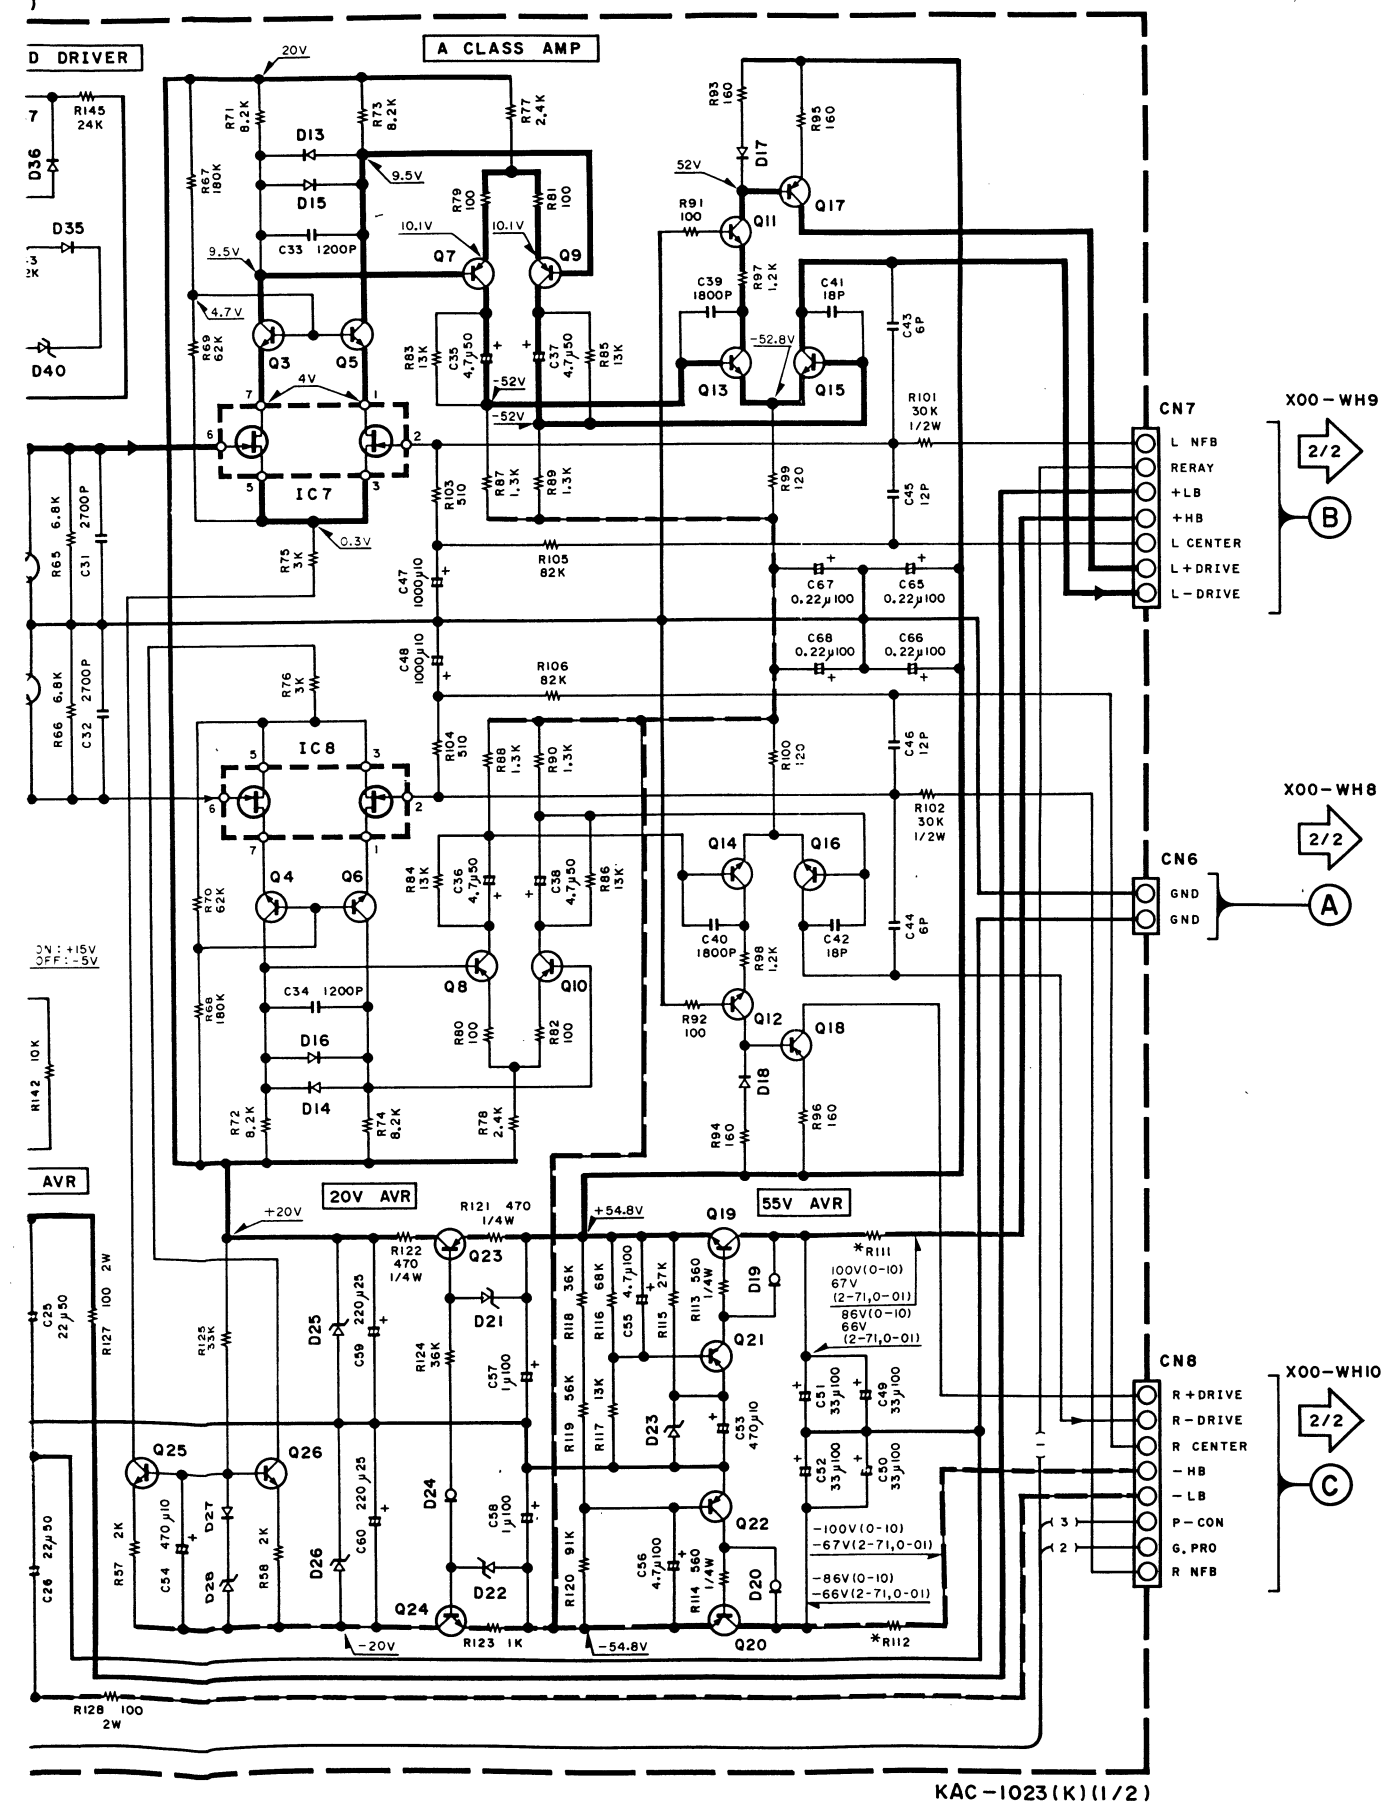 )
D DRIVER
A CLASS AMP
20V
7
R145
24K
D36
D35
2K
D40
R71
8.2K
R73
8.2K
R77
2.4K
D13
9.5V
R67
180K
D15
C33 1200P
9.5V
4.7V
R69
62K
Q3
Q5
4V
7
1
6
2
5
3
IC7
0.3V
R75
3K
R79
100
R81
100
10.1V
10.1V
Q7
Q9
R83
13K
C35
4.7µ50
C37
4.7µ50
R85
13K
-52V
-52V
R87
1.3K
R89
1.3K
R103
510
R105
82K
C47
1000µ10
R93
160
R95
160
D17
52V
R91
100
Q11
Q17
C39
1800P
R97
1.2K
C41
18P
C43
6P
-52.8V
Q13
Q15
R101
30K
1/2W
R99
120
C45
12P
C67
0.22µ100
C65
0.22µ100
CN7
X00-WH9
2/2
L NFB
RERAY
+LB
+HB
B
L CENTER
L+DRIVE
L-DRIVE
R65 6.8K
C31 2700P
R66 6.8K
C32 2700P
R76
3K
C48
1000µ10
R106
82K
C68
0.22µ100
C66
0.22µ100
5
IC8
3
6
2
7
1
R104
510
R88
1.3K
R90
1.3K
R100
120
C46
12P
R102
30K
1/2W
X00-WH8
2/2
Q4
Q6
R70
62K
R84
13K
C36
4.7µ50
C38
4.7µ50
R86
13K
Q14
Q16
C40
1800P
C42
18P
C44
6P
R98
1.2K
CN6
GND
GND
A
ON:+15V
OFF:-5V
R68
180K
C34 1200P
D16
D14
R72
8.2K
R74
8.2K
Q8
Q10
R80
100
R82
100
R78
2.4K
R92
100
Q12
Q18
D18
R94
160
R96
160
R142 10K
AVR
20V AVR
55V AVR
+20V
R121 470
1/4W
R122
470
1/4W
Q23
+54.8V
Q19
*R111
100V(0-10)
67V
(2-71,0-01)
86V(0-10)
66V
(2-71,0-01)
C25
22µ50
R127 100 2W
R125
33K
D25
C59 220µ25
D21
R124
36K
C57
1µ100
R118 36K
R116 68K
C55 4.7µ100
R115 27K
R113 560
1/4W
D19
Q21
R119 56K
R117 13K
D23
C53
470µ10
C51
33µ100
C49
33µ100
CN8
X00-WH10
2/2
R+DRIVE
R-DRIVE
R CENTER
-HB
C
-LB
P-CON
G.PRO
R NFB
3
2
Q25
Q26
C26 22µ50
R57 2K
C54 470µ10
D27
D28
R58 2K
D26
C60 220µ25
D24
D22
C58
1µ100
Q24
R123 1K
R120 91K
C56
4.7µ100
Q22
R114 560
1/4W
D20
Q20
C52
33µ100
C50
33µ100
-100V(0-10)
-67V(2-71,0-01)
-86V(0-10)
-66V(2-71,0-01)
*R112
-20V
-54.8V
R128 100
2W
KAC-1023(K)(1/2)